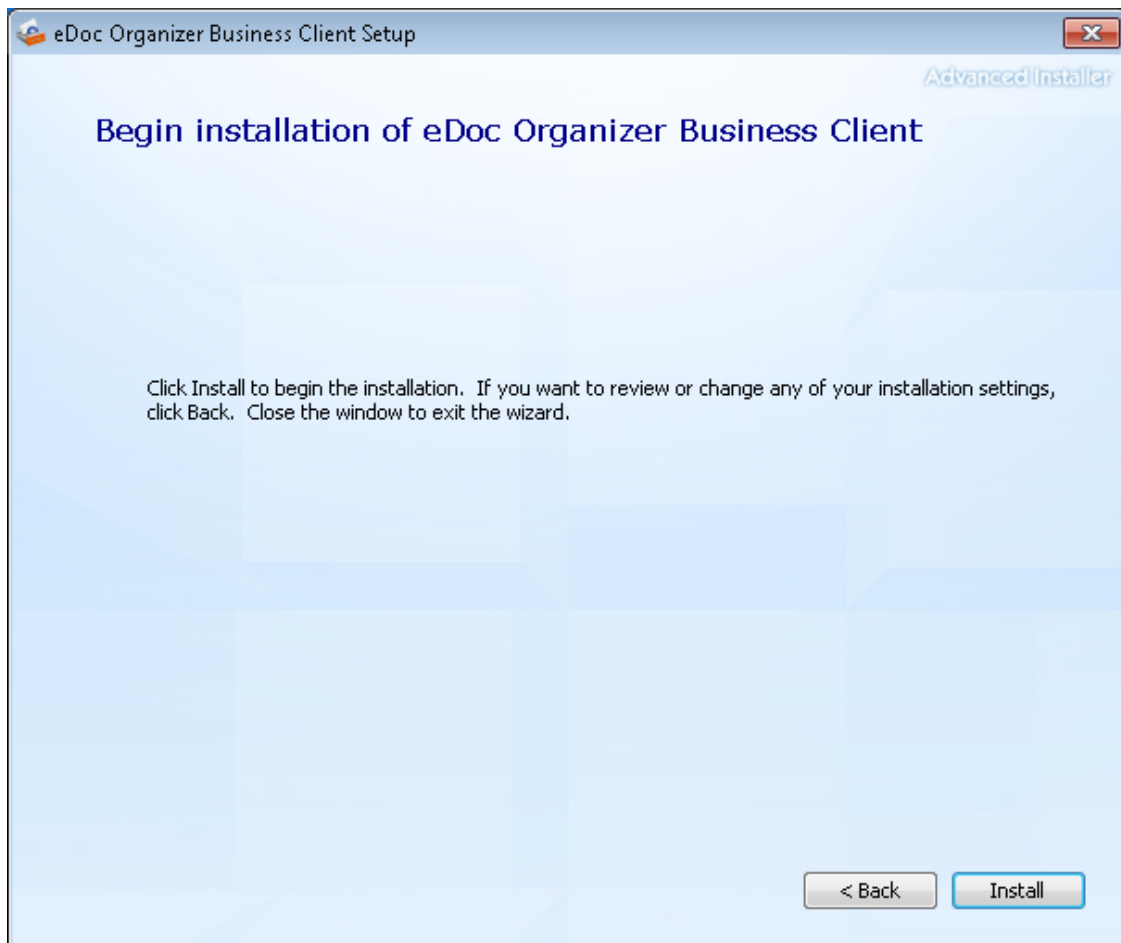 eDoc Organizer Business Client Setup
Advanced Installer
Begin installation of eDoc Organizer Business Client
Click Install to begin the installation.  If you want to review or change any of your installation settings,
click Back.  Close the window to exit the wizard.
< Back
Install